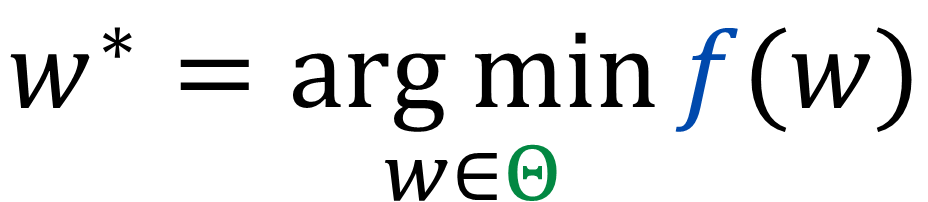 w* = arg min f(w)
w∈Θ